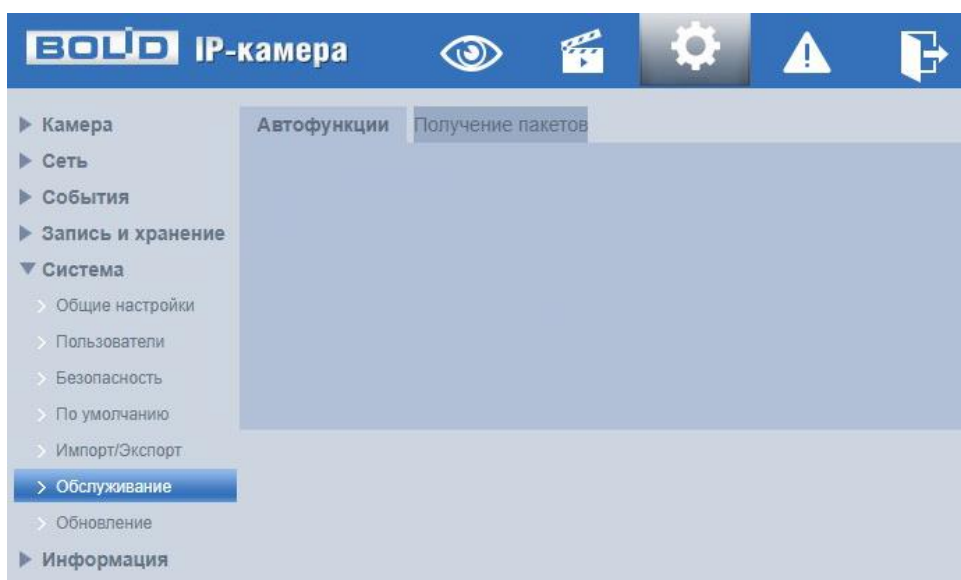 BOLID IP-камера
Автофункции Получение пакетов
Камера
Сеть
События
Запись и хранение
Система
Общие настройки
Пользователи
Безопасность
По умолчанию
Импорт/Экспорт
Обслуживание
Обновление
Информация